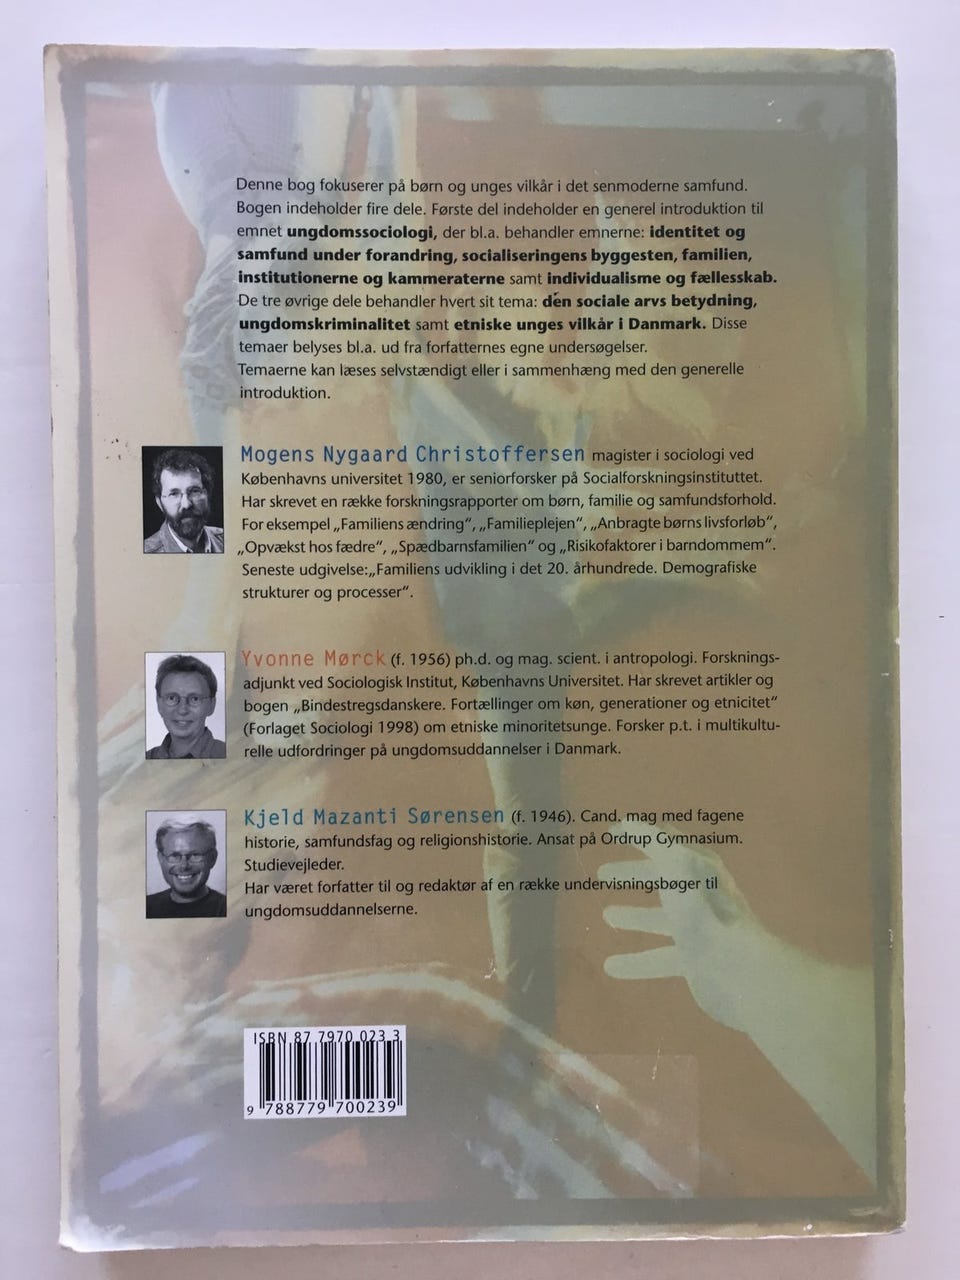 Denne bog fokuserer på børn og unges vilkår i det senmoderne samfund.
Bogen indeholder fire dele. Første del indeholder en generel introduktion til
emnet ungdomssociologi, der bl.a. behandler emnerne: identitet og
samfund under forandring, socialiseringens byggesten, familien,
institutionerne og kammeraterne samt individualisme og fællesskab.
De tre øvrige dele behandler hvert sit tema: den sociale arvs betydning,
ungdomskriminalitet samt etniske unges vilkår i Danmark. Disse
temaer belyses bl.a. ud fra forfatternes egne undersøgelser.
Temaerne kan læses selvstændigt eller i sammenhæng med den generelle
introduktion.
Mogens Nygaard Christoffersen magister i sociologi ved
Københavns universitet 1980, er seniorforsker på Socialforskningsinstituttet.
Har skrevet en række forskningsrapporter om børn, familie og samfundsforhold.
For eksempel „Familiens ændring“, „Familieplejen“, „Anbragte børns livsforløb“,
„Opvækst hos fædre“, „Spædbarnsfamilien“ og „Risikofaktorer i barndommem“.
Seneste udgivelse:„Familiens udvikling i det 20. århundrede. Demografiske
strukturer og processer“.
Yvonne Mørck (f. 1956) ph.d. og mag. scient. i antropologi. Forsknings-
adjunkt ved Sociologisk Institut, Københavns Universitet. Har skrevet artikler og
bogen „Bindestregsdanskere. Fortællinger om køn, generationer og etnicitet“
(Forlaget Sociologi 1998) om etniske minoritetsunge. Forsker p.t. i multikultu-
relle udfordringer på ungdomsuddannelser i Danmark.
Kjeld Mazanti Sørensen (f. 1946). Cand. mag med fagene
historie, samfundsfag og religionshistorie. Ansat på Ordrup Gymnasium.
Studievejleder.
Har været forfatter til og redaktør af en række undervisningsbøger til
ungdomsuddannelserne.
ISBN 87 7970 023 3
9 788779 700239